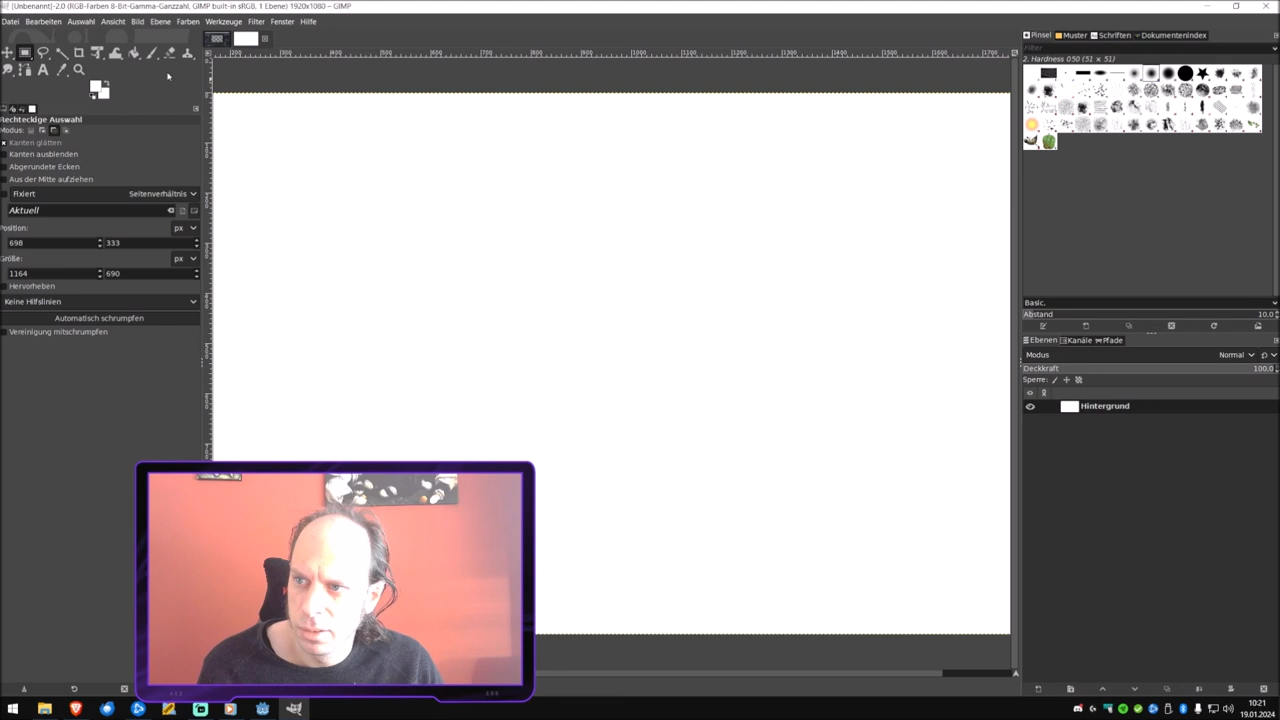 [Unbenannt]-2.0 (RGB-Farben 8-Bit-Gamma-Ganzzahl, GIMP built-in sRGB, 1 Ebene) 1920x1080 – GIMP
Datei Bearbeiten Auswahl Ansicht Bild Ebene Farben Werkzeuge Filter Fenster Hilfe
Pinsel Muster Schriften Dokumentenindex
Filter
2. Hardness 050 (51 × 51)
Rechteckige Auswahl
Modus:
Kanten glätten
Kanten ausblenden
Abgerundete Ecken
Aus der Mitte aufziehen
Fixiert Seitenverhältnis
Aktuell
Position: px
698 333
Größe: px
1164 690
Hervorheben
Keine Hilfslinien
Automatisch schrumpfen
Vereinigung mitschrumpfen
Basic,
Abstand 10,0
Ebenen Kanäle Pfade
Modus Normal
Deckkraft 100,0
Sperre:
Hintergrund
10:21
19.01.2024